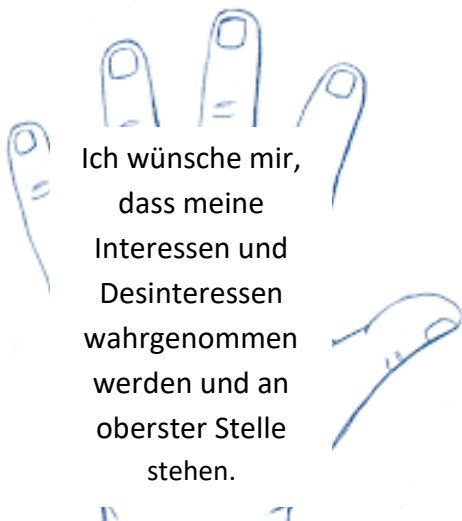 Ich wünsche mir,
dass meine
Interessen und
Desinteressen
wahrgenommen
werden und an
oberster Stelle
stehen.